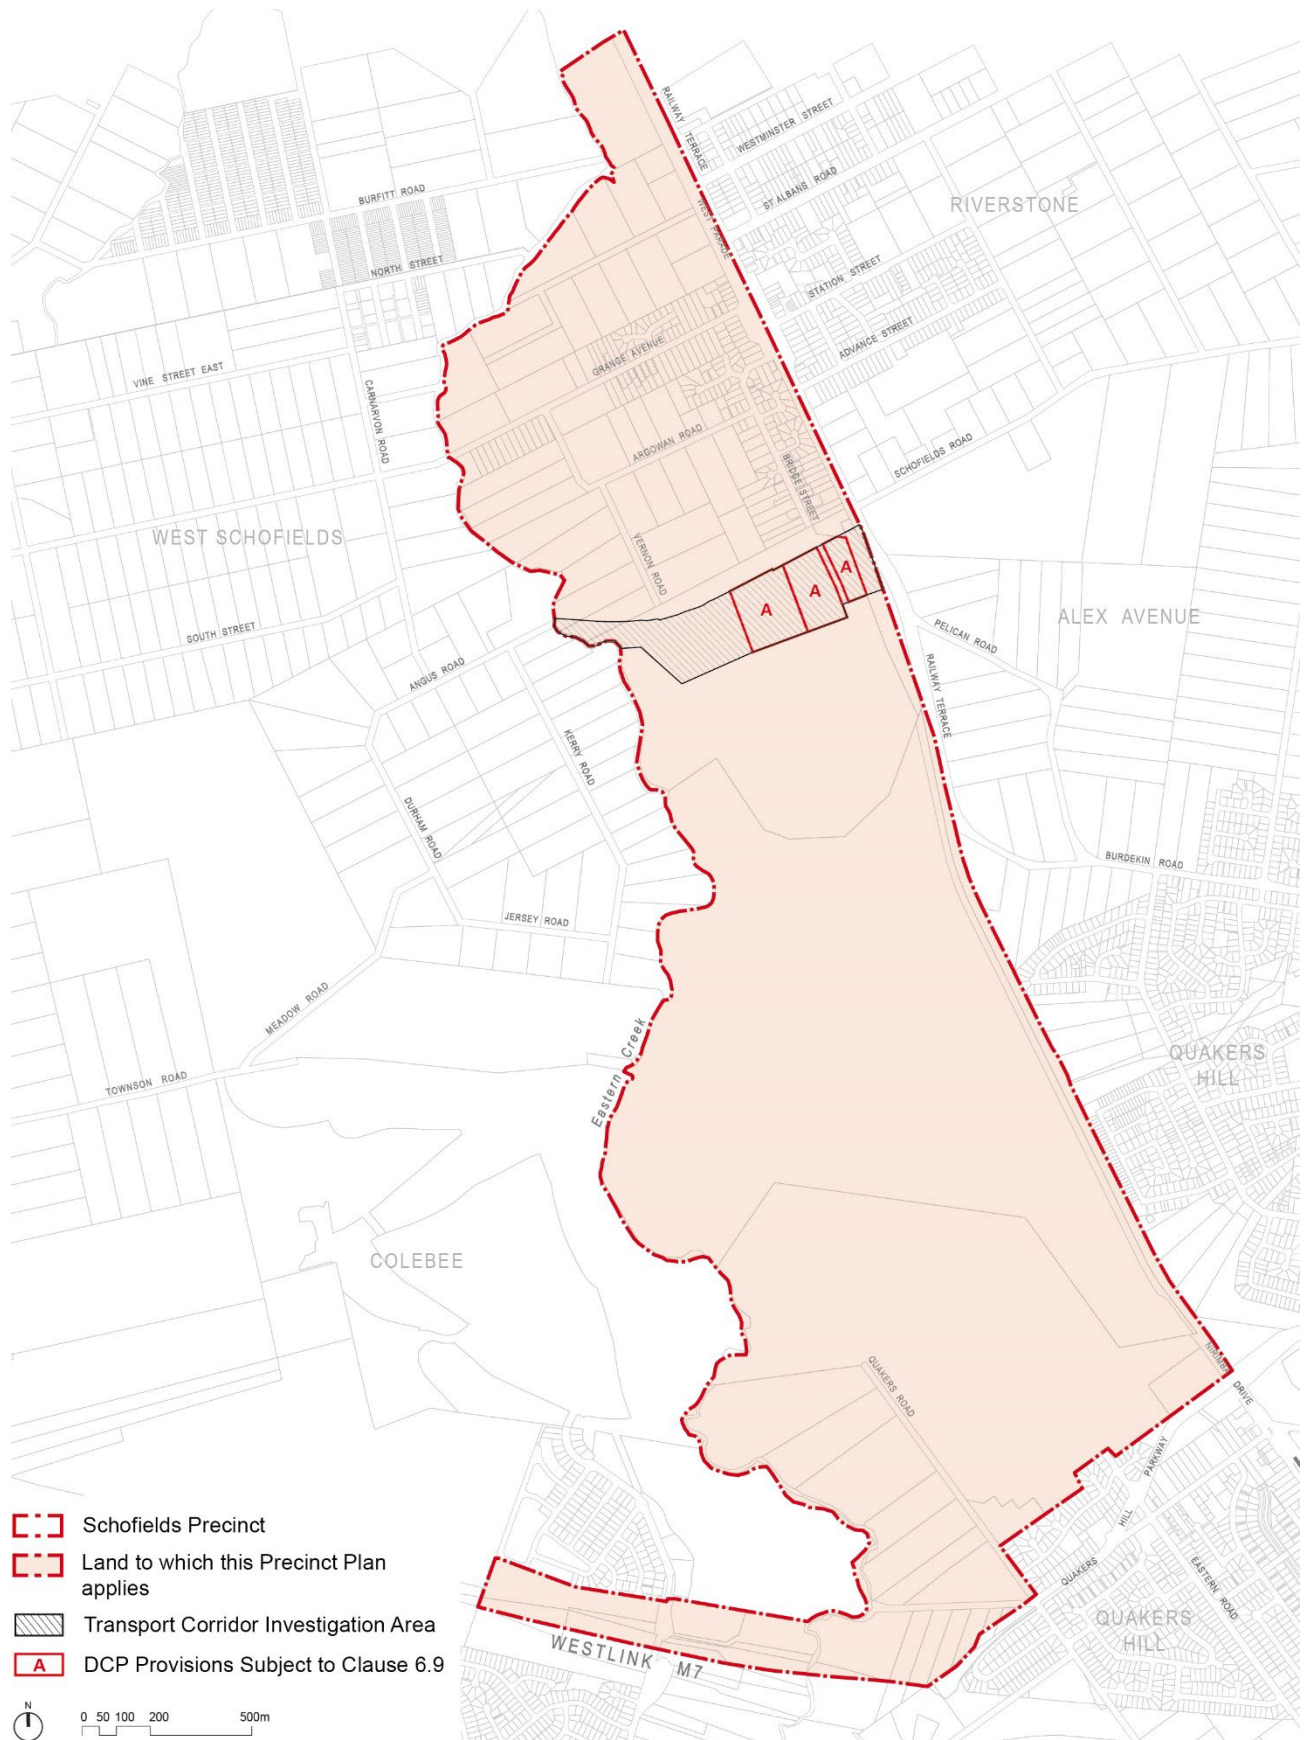 RAILWAY TERRACE
WESTMINSTER STREET
ST ALBANS ROAD
BURFITT ROAD
RIVERSTONE
WEST PARADE
NORTH STREET
STATION STREET
ADVANCE STREET
GRANGE AVENUE
VINE STREET EAST
CARNARVON ROAD
ARGOWAN ROAD
SCHOFIELDS ROAD
BRIDGE STREET
WEST SCHOFIELDS
VERNON ROAD
A
A
A
ALEX AVENUE
SOUTH STREET
PELICAN ROAD
ANGUS ROAD
RAILWAY TERRACE
KERRY ROAD
DURHAM ROAD
BURDEKIN ROAD
JERSEY ROAD
MEADOW ROAD
Eastern Creek
QUAKERS
HILL
TOWNSON ROAD
COLEBEE
NIRIMBA DRIVE
QUAKERS ROAD
QUAKERS HILL PARKWAY
EASTERN ROAD
QUAKERS
HILL
WESTLINK M7
Schofields Precinct
Land to which this Precinct Plan
applies
Transport Corridor Investigation Area
A DCP Provisions Subject to Clause 6.9
N
0 50 100 200 500m